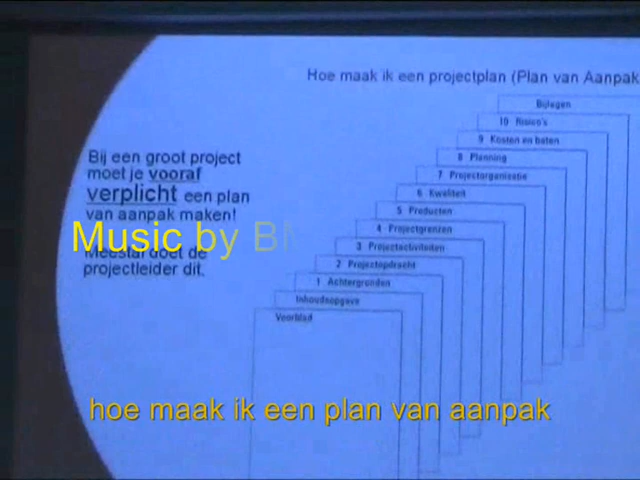 Hoe maak ik een projectplan (Plan van Aanpak
Bij een groot project
moet je vooraf
verplicht een plan
van aanpak maken!
Meestal doet de
projectleider dit.
Music by
Bijlagen
10 Risico's
9 Kosten en baten
8 Planning
7 Projectorganisatie
6 Kwaliteit
5 Producten
4 Projectgrenzen
3 Projectactiviteiten
2 Projectopdracht
1 Achtergronden
Inhoudsopgave
Voorblad
hoe maak ik een plan van aanpak